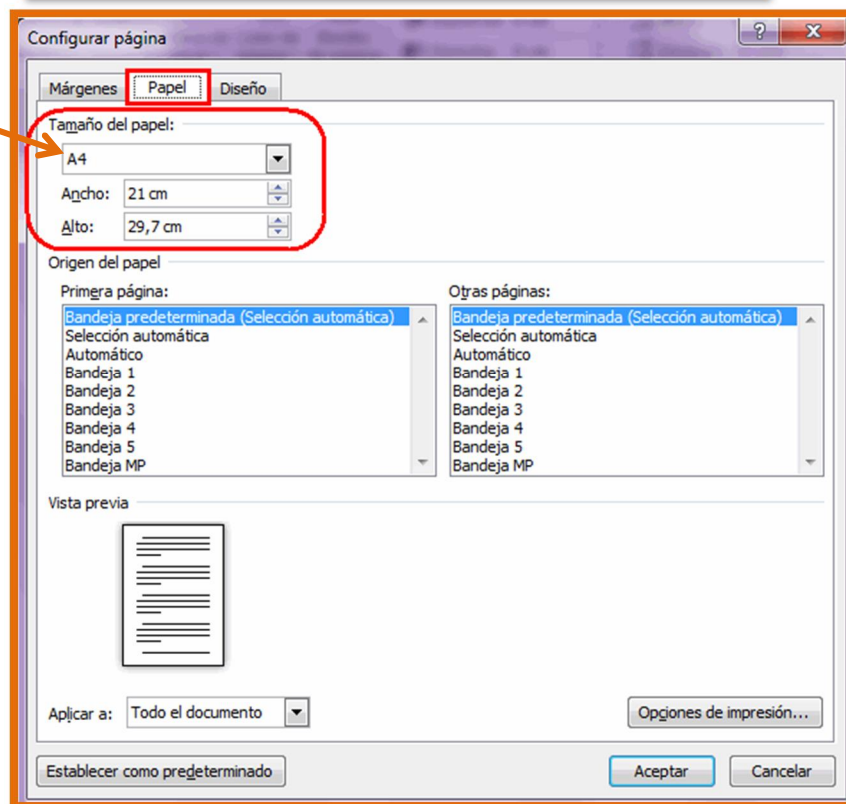 Configurar página
Márgenes Papel Diseño
Tamaño del papel:
A4
Ancho: 21 cm
Alto: 29,7 cm
Origen del papel
Primera página: Otras páginas:
Bandeja predeterminada (Selección automática) Bandeja predeterminada (Selección automática)
Selección automática Selección automática
Automático Automático
Bandeja 1 Bandeja 1
Bandeja 2 Bandeja 2
Bandeja 3 Bandeja 3
Bandeja 4 Bandeja 4
Bandeja 5 Bandeja 5
Bandeja MP Bandeja MP
Vista previa
Aplicar a: Todo el documento Opciones de impresión...
Establecer como predeterminado Aceptar Cancelar